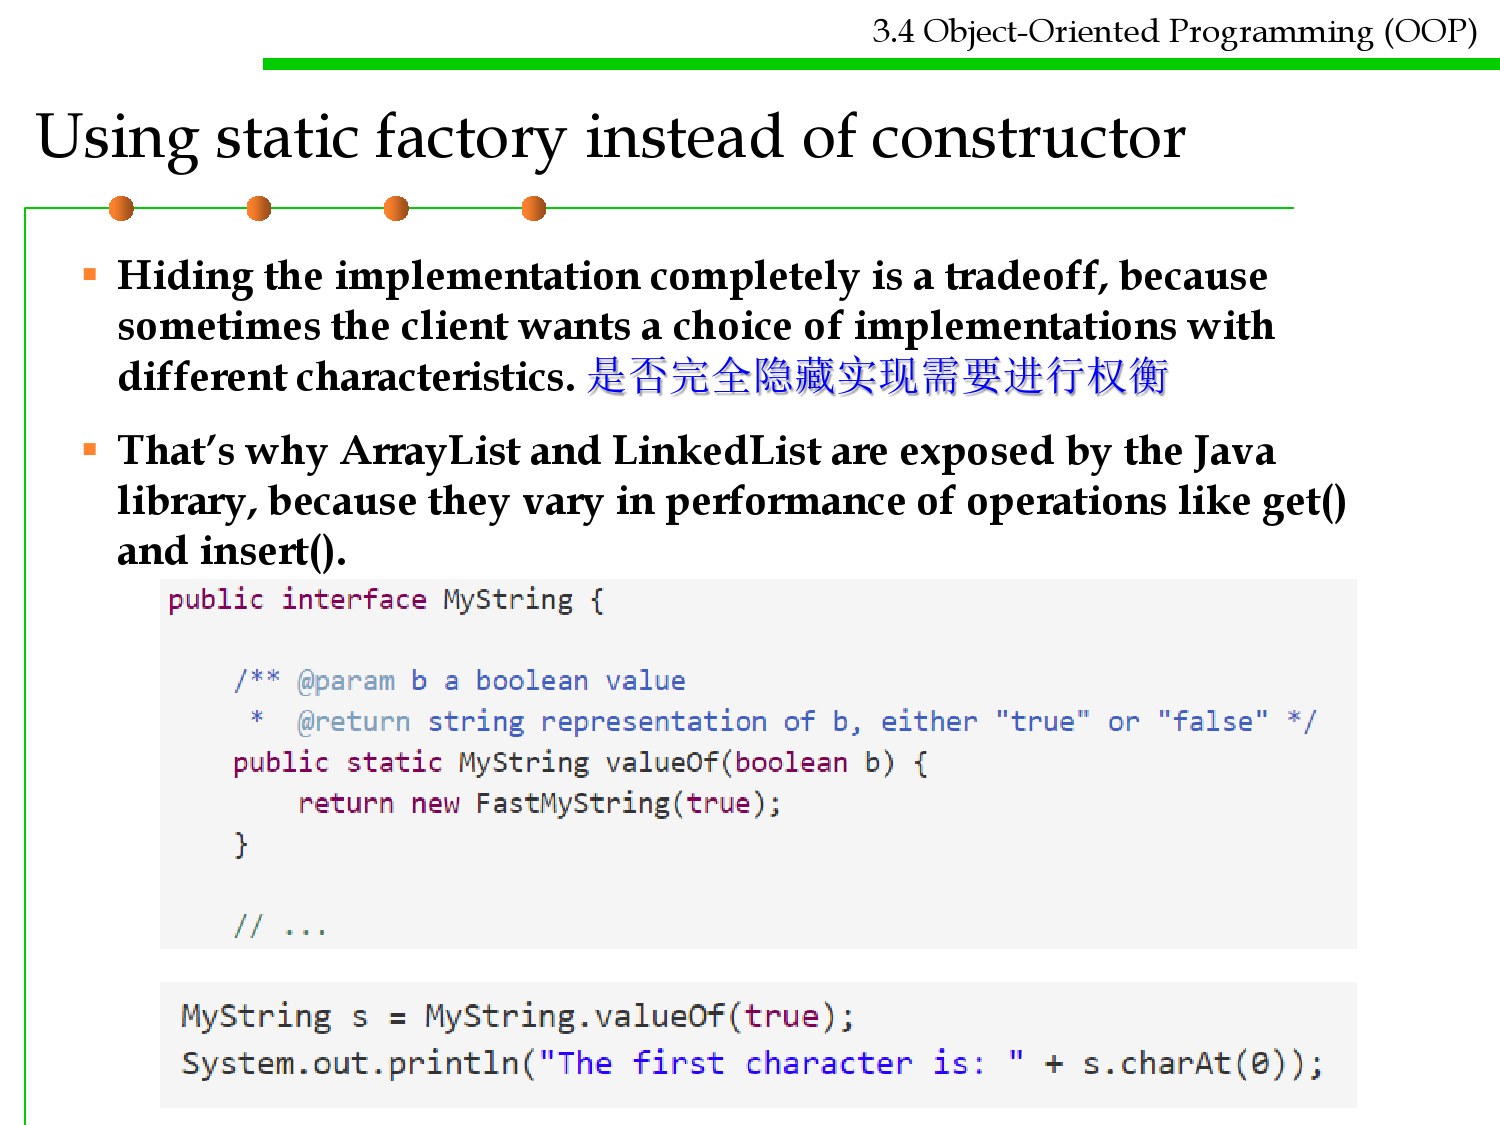 3.4 Object-Oriented Programming (OOP)
Using static factory instead of constructor
▪ Hiding the implementation completely is a tradeoff, because
sometimes the client wants a choice of implementations with
different characteristics. 是否完全隐藏实现需要进行权衡
▪ That’s why ArrayList and LinkedList are exposed by the Java
library, because they vary in performance of operations like get()
and insert().
public interface MyString {
/** @param b a boolean value
*  @return string representation of b, either "true" or "false" */
public static MyString valueOf(boolean b) {
return new FastMyString(true);
}
// ...
MyString s = MyString.valueOf(true);
System.out.println("The first character is: " + s.charAt(0));